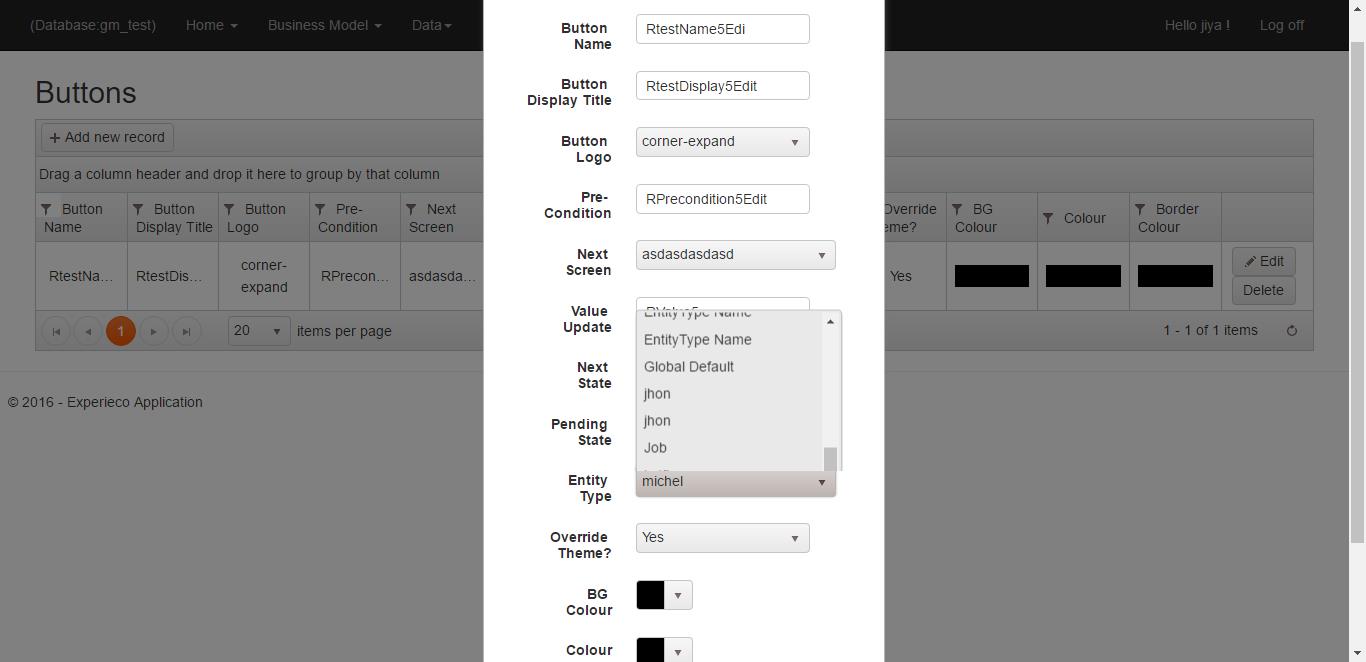 (Database:gm_test) Home Business Model Data Hello jiya ! Log off
Buttons
Add new record
Drag a column header and drop it here to group by that column
Button Name
Button Display Title
Button Logo
Pre-Condition
Next Screen
Override
BG Colour
Colour
Border Colour
RtestNa...
RtestDis...
corner-expand
RPrecon...
asdasda...
Yes
Edit
Delete
1
20
items per page
1 - 1 of 1 items
© 2016 - Experieco Application
Button Name
RtestName5Edi
Button Display Title
RtestDisplay5Edit
Button Logo
corner-expand
Pre-Condition
RPrecondition5Edit
Next Screen
asdasdasdasd
Value Update
Next State
Pending State
EntityType Name
EntityType Name
Global Default
jhon
jhon
Job
Entity Type
michel
Override Theme?
Yes
BG Colour
Colour